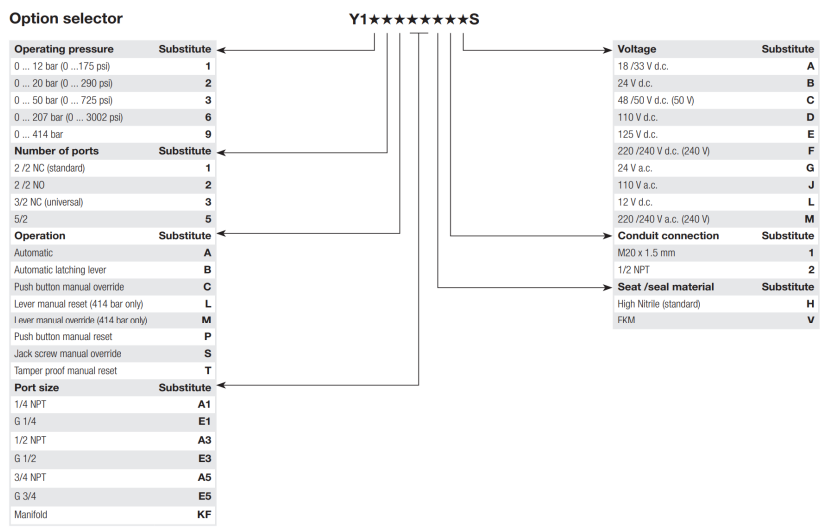 Option selector
Y1★★★★★★★★S
Operating pressure Substitute
0 ... 12 bar (0 ...175 psi) 1
0 ... 20 bar (0 ... 290 psi) 2
0 ... 50 bar (0 ... 725 psi) 3
0 ... 207 bar (0 ... 3002 psi) 6
0 ... 414 bar 9
Number of ports Substitute
2 /2 NC (standard) 1
2 /2 NO 2
3/2 NC (universal) 3
5/2 5
Operation Substitute
Automatic A
Automatic latching lever B
Push button manual override C
Lever manual reset (414 bar only) L
Lever manual override (414 bar only) M
Push button manual reset P
Jack screw manual override S
Tamper proof manual reset T
Port size Substitute
1/4 NPT A1
G 1/4 E1
1/2 NPT A3
G 1/2 E3
3/4 NPT A5
G 3/4 E5
Manifold KF
Voltage Substitute
18 /33 V d.c. A
24 V d.c. B
48 /50 V d.c. (50 V) C
110 V d.c. D
125 V d.c. E
220 /240 V d.c. (240 V) F
24 V a.c. G
110 V a.c. J
12 V d.c. L
220 /240 V a.c. (240 V) M
Conduit connection Substitute
M20 x 1.5 mm 1
1/2 NPT 2
Seat /seal material Substitute
High Nitrile (standard) H
FKM V